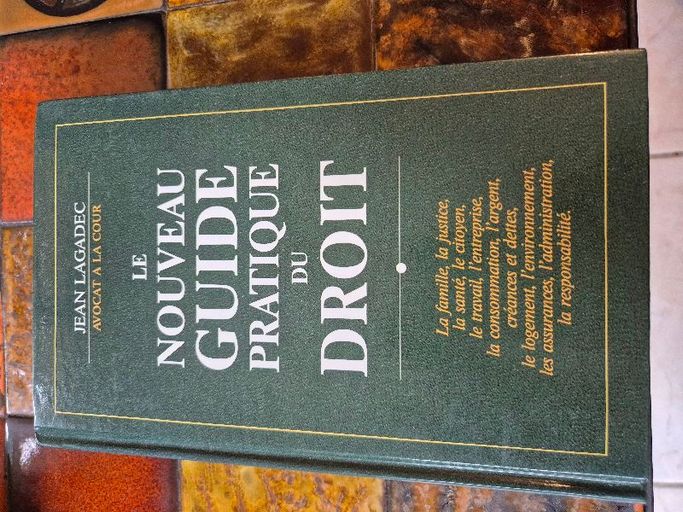 JEAN LAGADEC
AVOCAT A LA COUR
LE
NOUVEAU
GUIDE
PRATIQUE
DU
DROIT
La famille, la justice,
la santé, le citoyen,
le travail, l'entreprise,
la consommation, l'argent,
créances et dettes,
le logement, l'environnement,
les assurances, l'administration,
la responsabilité.